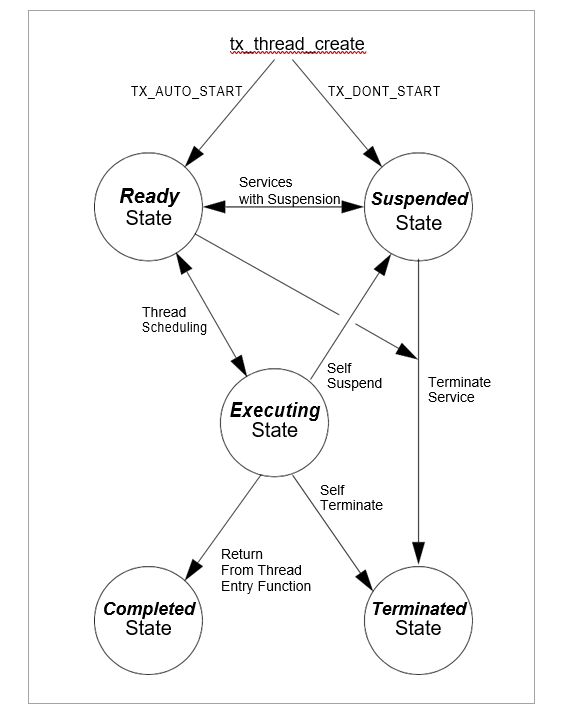 tx_thread_create
TX_AUTO_START
TX_DONT_START
Ready
State
Services
with Suspension
Suspended
State
Thread
Scheduling
Self
Suspend
Terminate
Service
Executing
State
Self
Terminate
Return
From Thread
Entry Function
Completed
State
Terminated
State